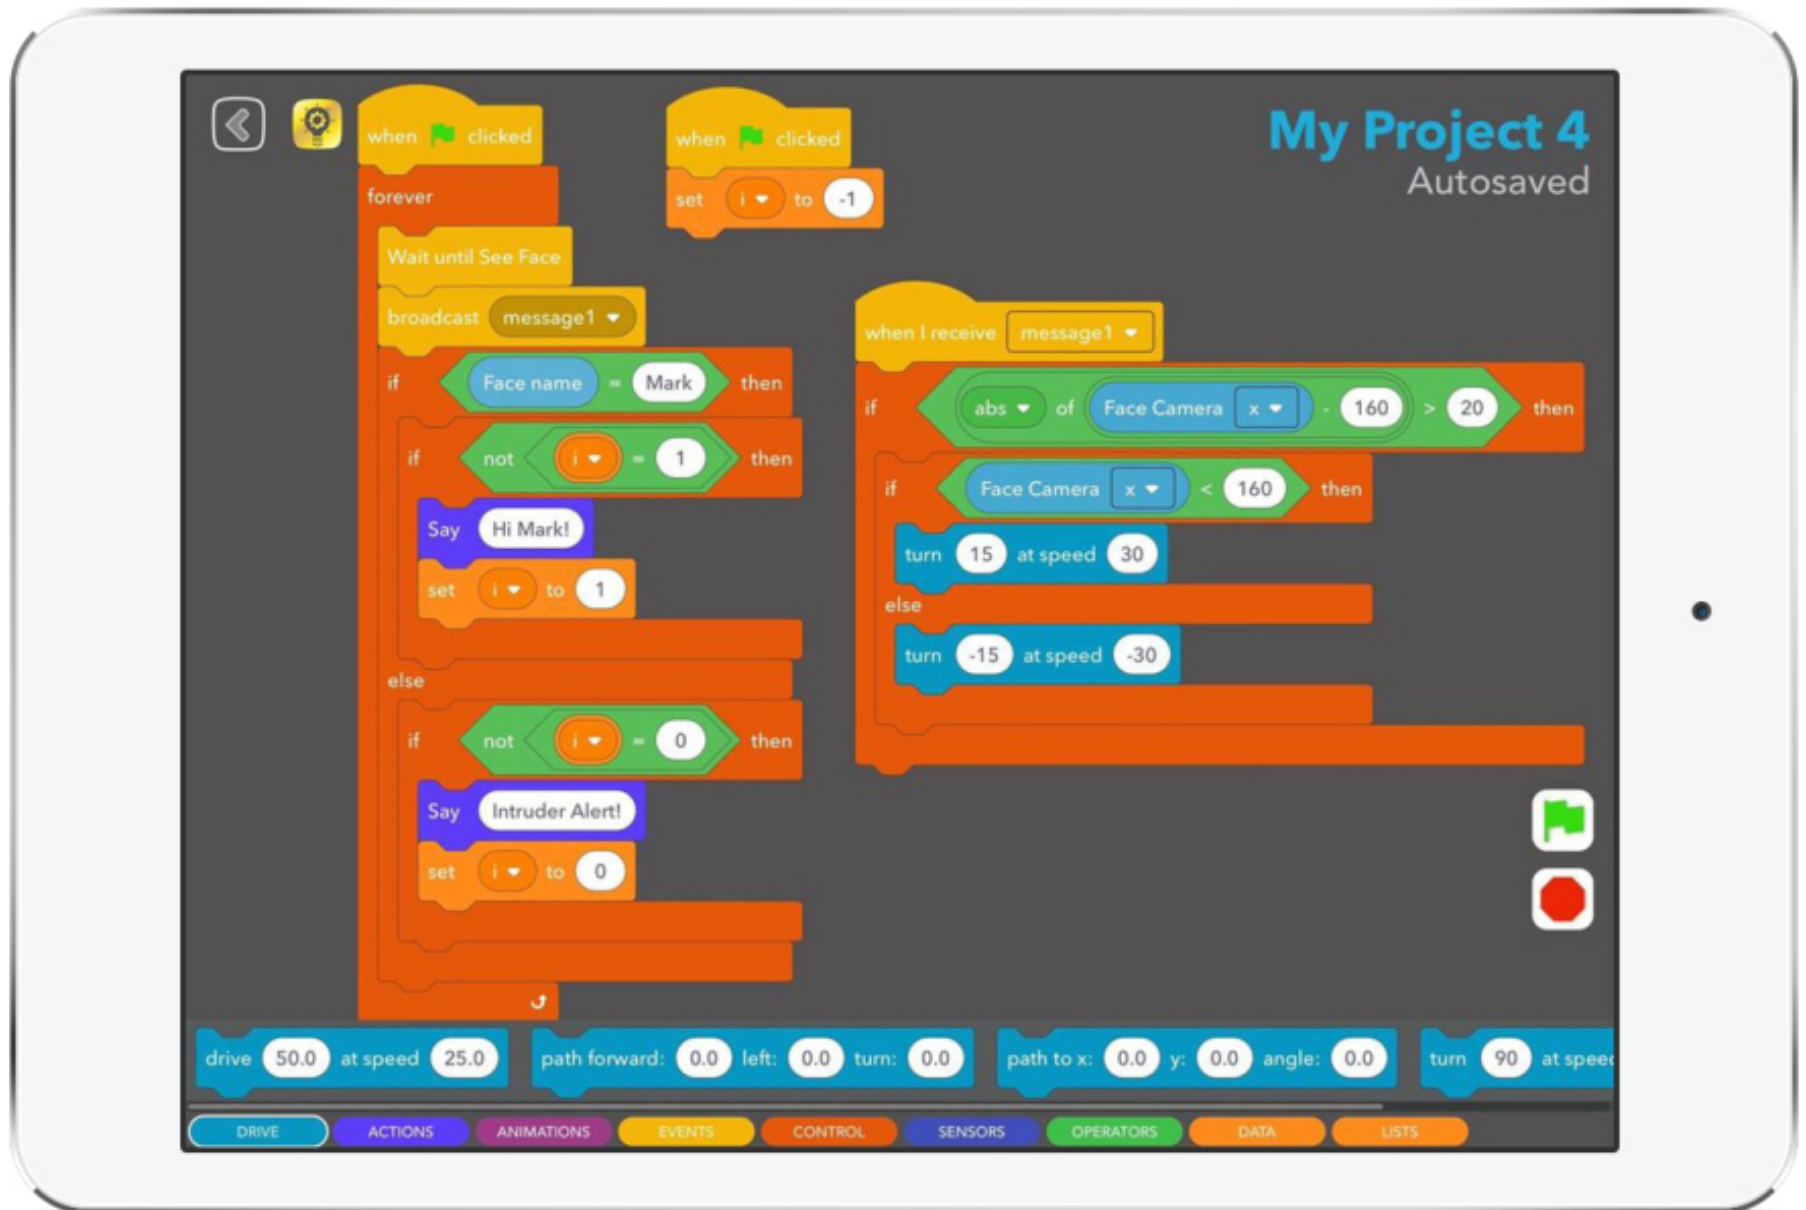 My Project 4
Autosaved
when clicked
forever
Wait until See Face
broadcast message1
if Face name = Mark then
if not i = 1 then
Say Hi Mark!
set i to 1
else
if not i = 0 then
Say Intruder Alert!
set i to 0
when clicked
set i to -1
when I receive message1
if abs of Face Camera x - 160 > 20 then
if Face Camera x < 160 then
turn 15 at speed 30
else
turn -15 at speed -30
drive 50.0 at speed 25.0 path forward: 0.0 left: 0.0 turn: 0.0 path to x: 0.0 y: 0.0 angle: 0.0 turn 90 at speed
DRIVE ACTIONS ANIMATIONS EVENTS CONTROL SENSORS OPERATORS DATA LISTS